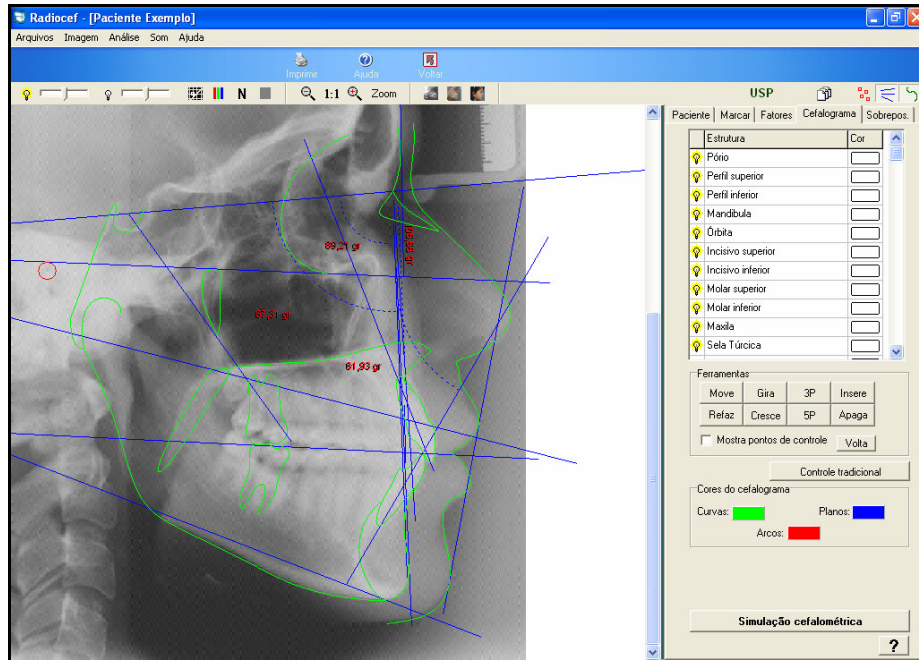 Radiocef - [Paciente Exemplo]
Arquivos Imagem Análise Som Ajuda
Imprimir Ajuda Voltar
N 1:1 Zoom USP
Paciente Marcar Fatores Cefalograma Sobrepos.
Estrutura Cor
Pório
Perfil superior
Perfil inferior
Mandibula
Órbita
Incisivo superior
Incisivo inferior
Molar superior
Molar inferior
Maxila
Sela Túrcica
69,21 gr
67,31 gr
61,93 gr
Ferramentas
Move Gira 3P Insere
Refaz Cresce 5P Apaga
Mostra pontos de controle Volta
Controle tradicional
Cores do cefalograma
Curvas: Planos:
Arcos:
Simulação cefalométrica
?